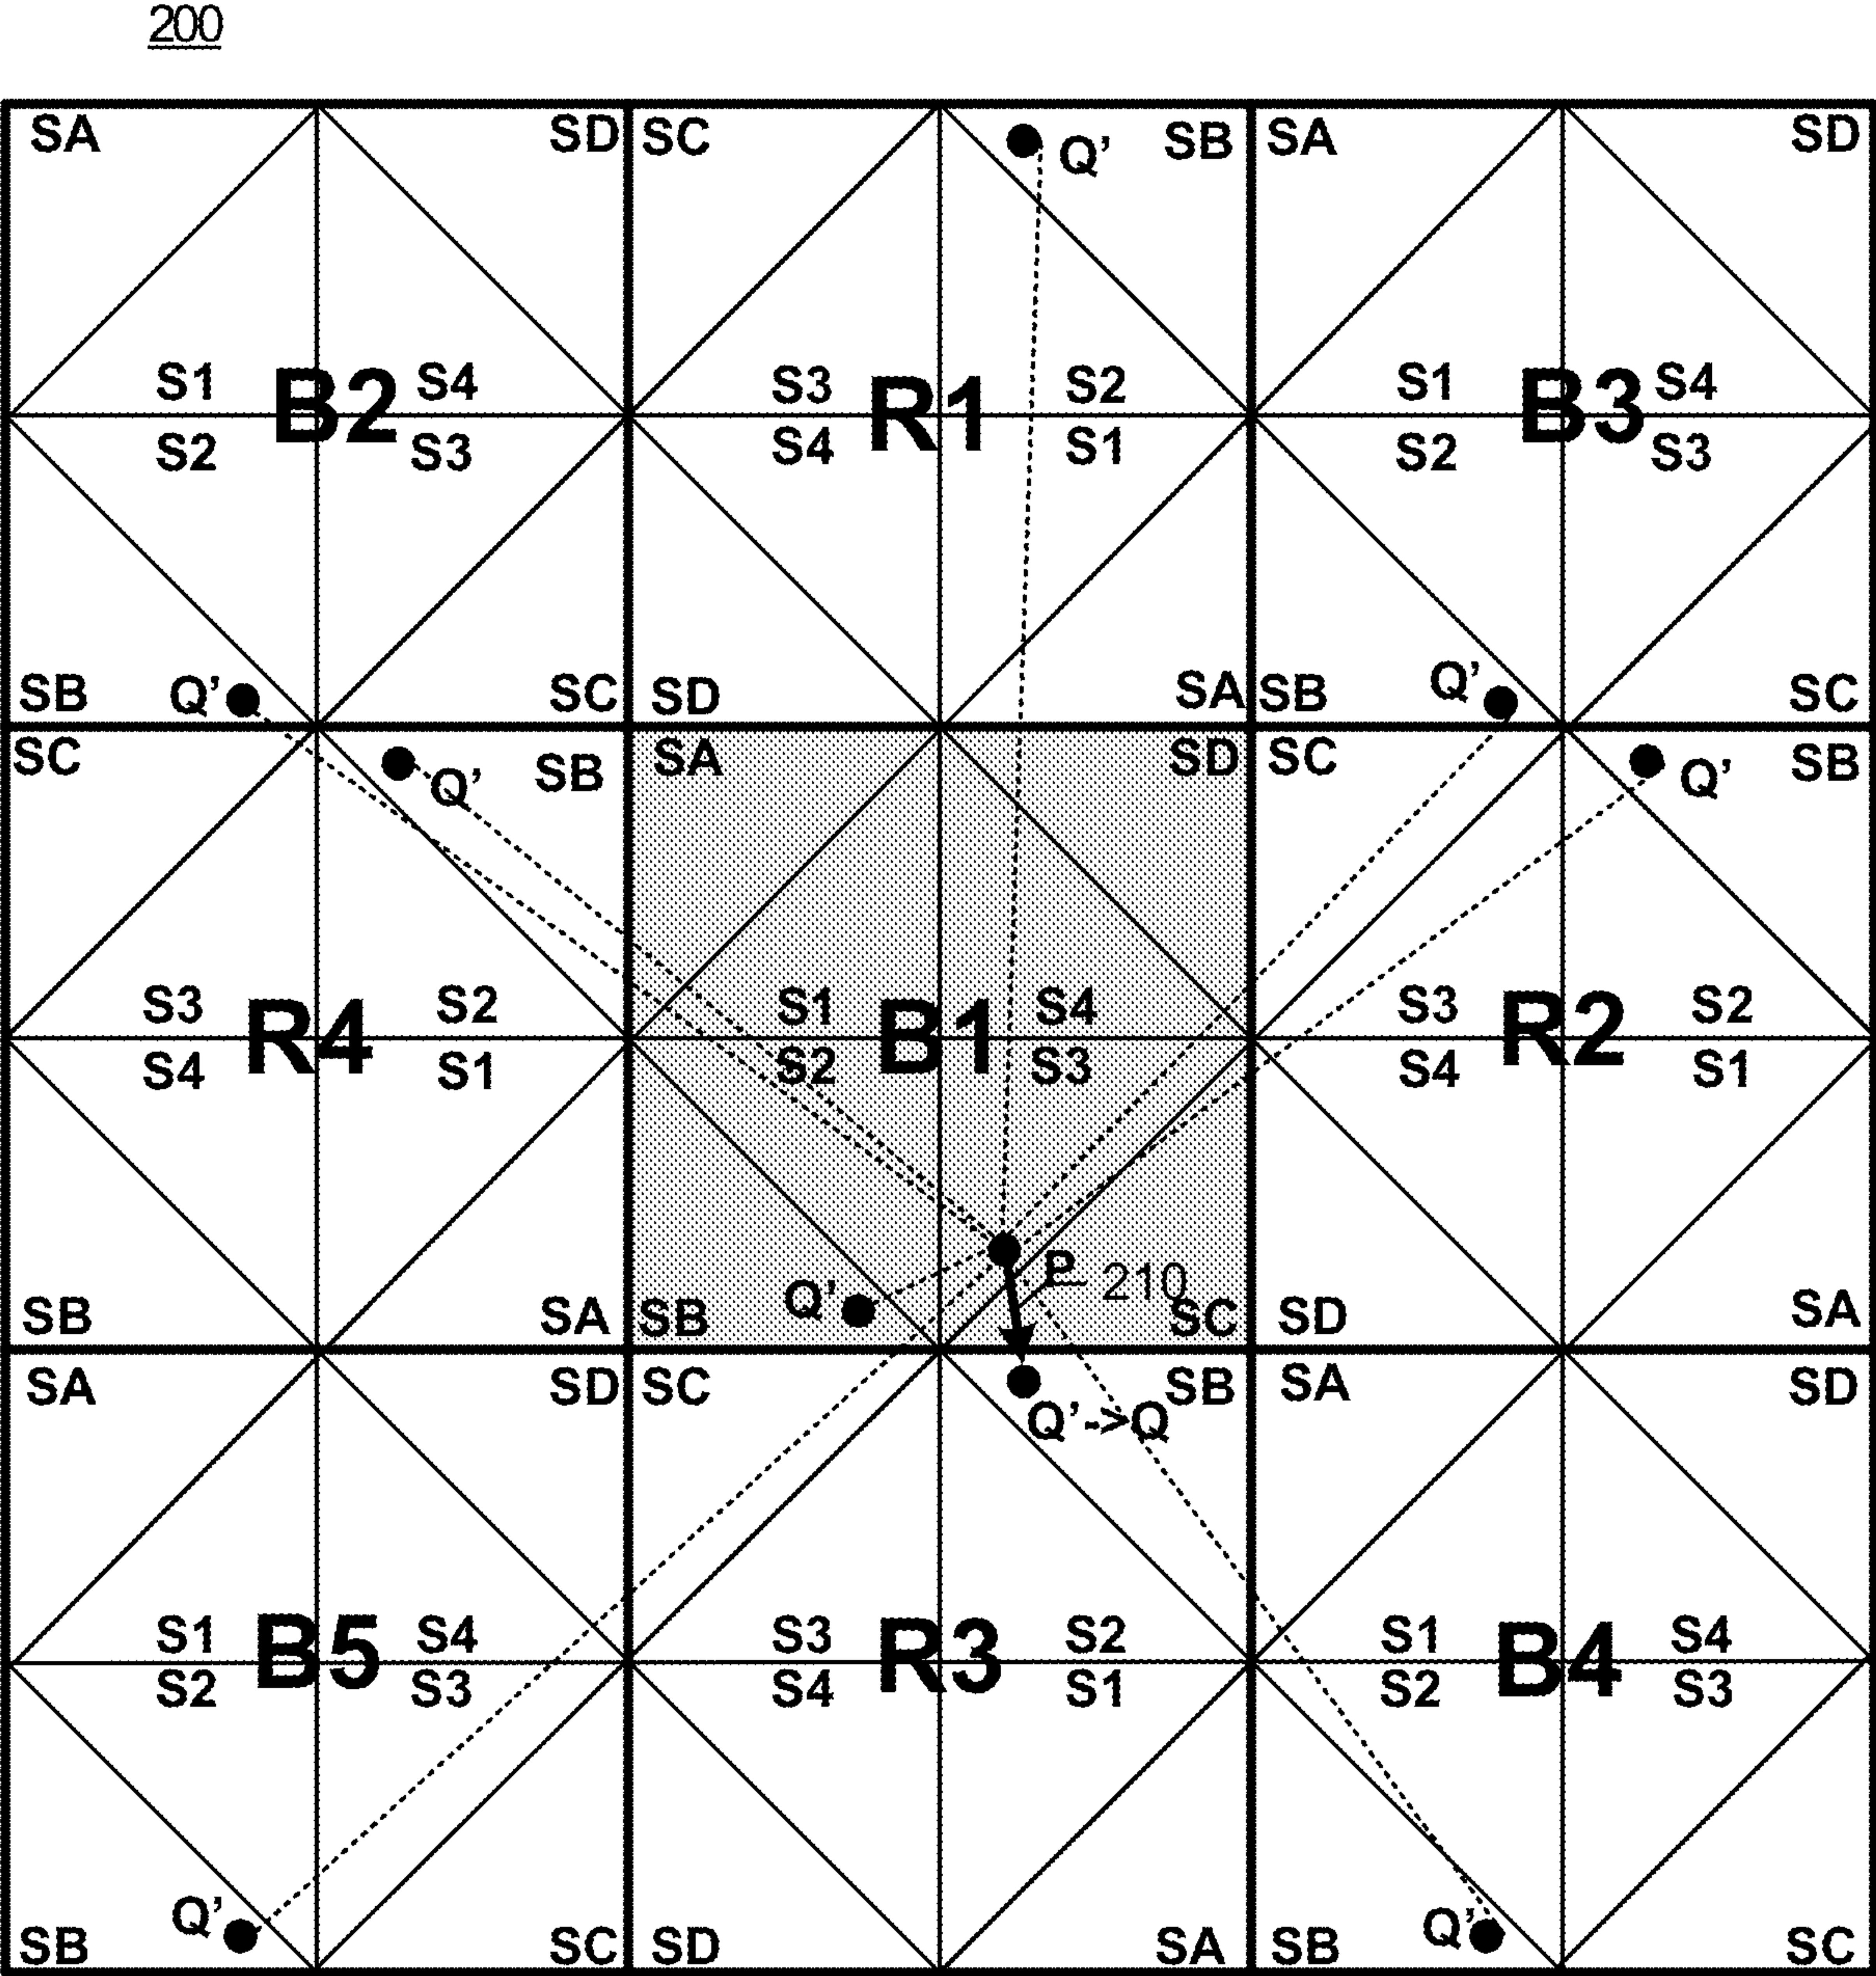 200
SA SD SC SB SA SD
Q’
S1 S4 S3 S2 S1 S4
B2 R1 B3
S2 S3 S4 S1 S2 S3
SB Q’ SC SD SA SB Q’ SC
SC Q’ SB SA SD SC Q’ SB
S3 S2 S1 S4 S3 S2
R4 B1 R2
S4 S1 S2 S3 S4 S1
P 210
Q’
SB SA SB SC SD SA
SA SD SC SB SA SD
Q’->Q
S1 S4 S3 S2 S1 S4
B5 R3 B4
S2 S3 S4 S1 S2 S3
Q’ Q’
SB SC SD SA SB SC